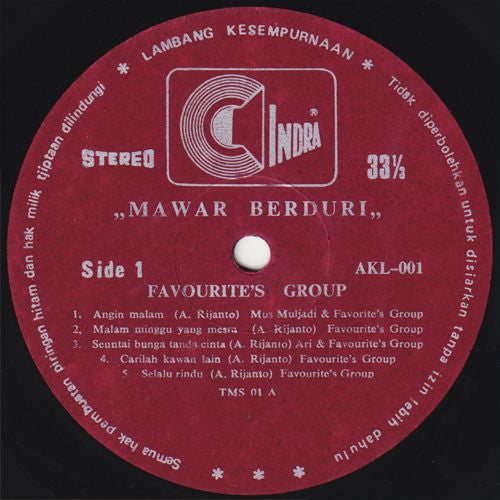 * LAMBANG KESEMPURNAAN *
INDRA ®
STEREO
33⅓
„MAWAR BERDURI„
Side 1
AKL-001
FAVOURITE'S GROUP
1. Angin malam (A. Rijanto) Mus Muljadi & Favorite's Group
2. Malam minggu yang mesra (A. Rijanto) Favourite's Group
3. Seuntai bunga tanda cinta (A. Rijanto) Ari & Favourite's Group
4. Carilah kawan lain (A. Rijanto) Favourite's Group
5 Selalu rindu (A. Rijanto) Favourite's Group
TMS 01 A
Semua hak pembuatan piringan hitam dan hak milik tjiptaan dilindungi
Tidak diperbolehkan untuk disiarkan tanpa izin lebih dahulu
* * * * *